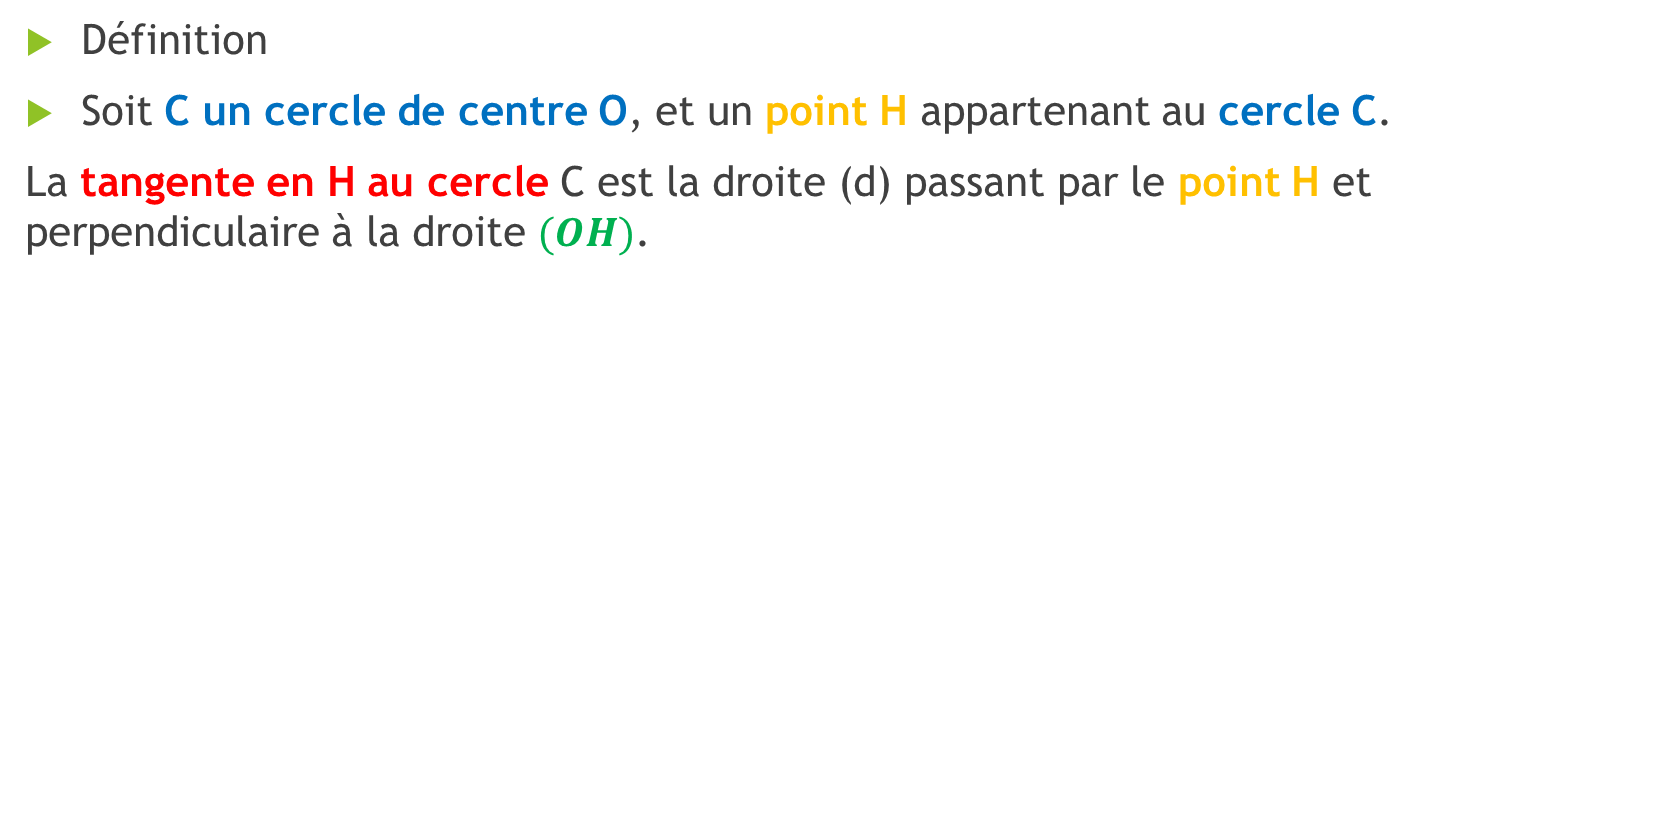 Définition
Soit C un cercle de centre O, et un point H appartenant au cercle C.
La tangente en H au cercle C est la droite (d) passant par le point H et
perpendiculaire à la droite (OH).